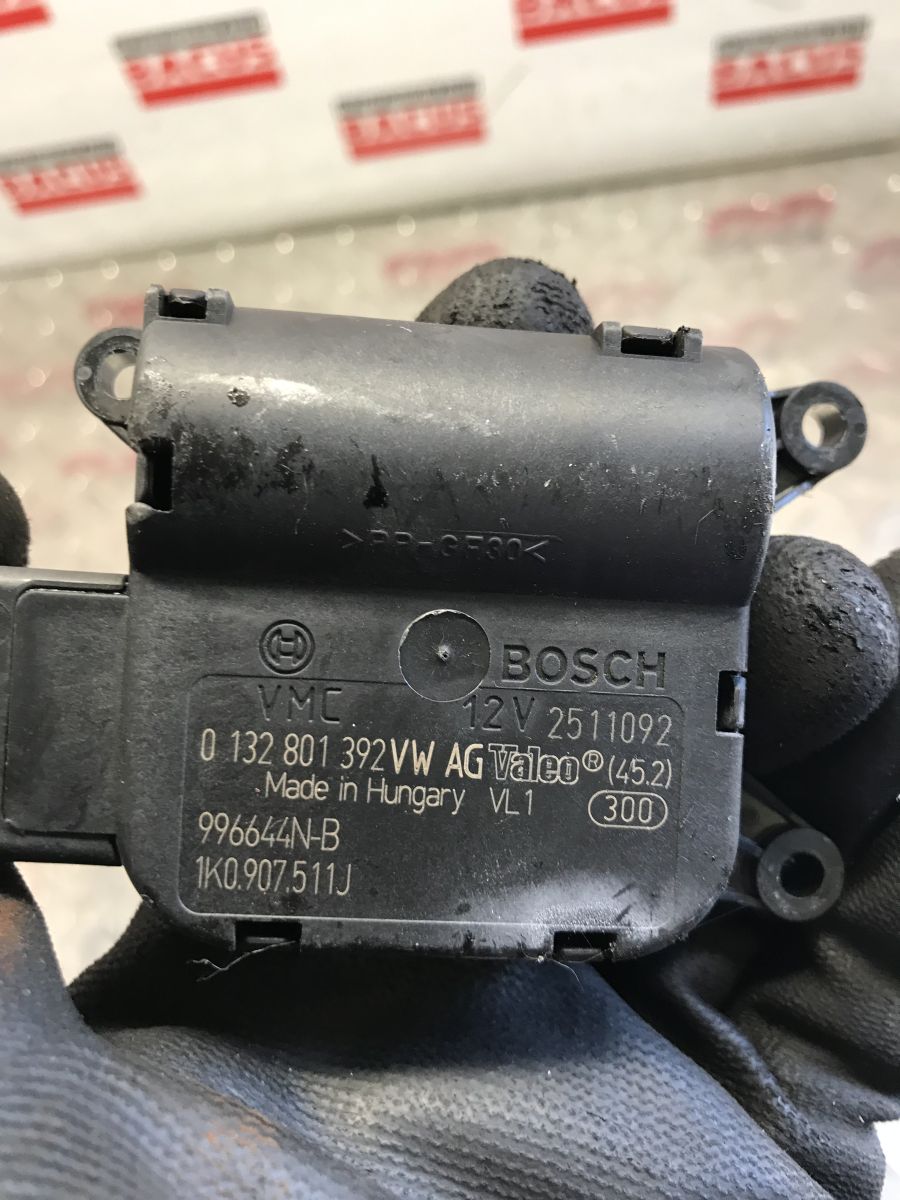 >PP-GF30<
BOSCH
VMC 12V 2511092
0 132 801 392 VW AG Valeo® (45.2)
Made in Hungary VL1 300
996644N-B
1K0.907.511J